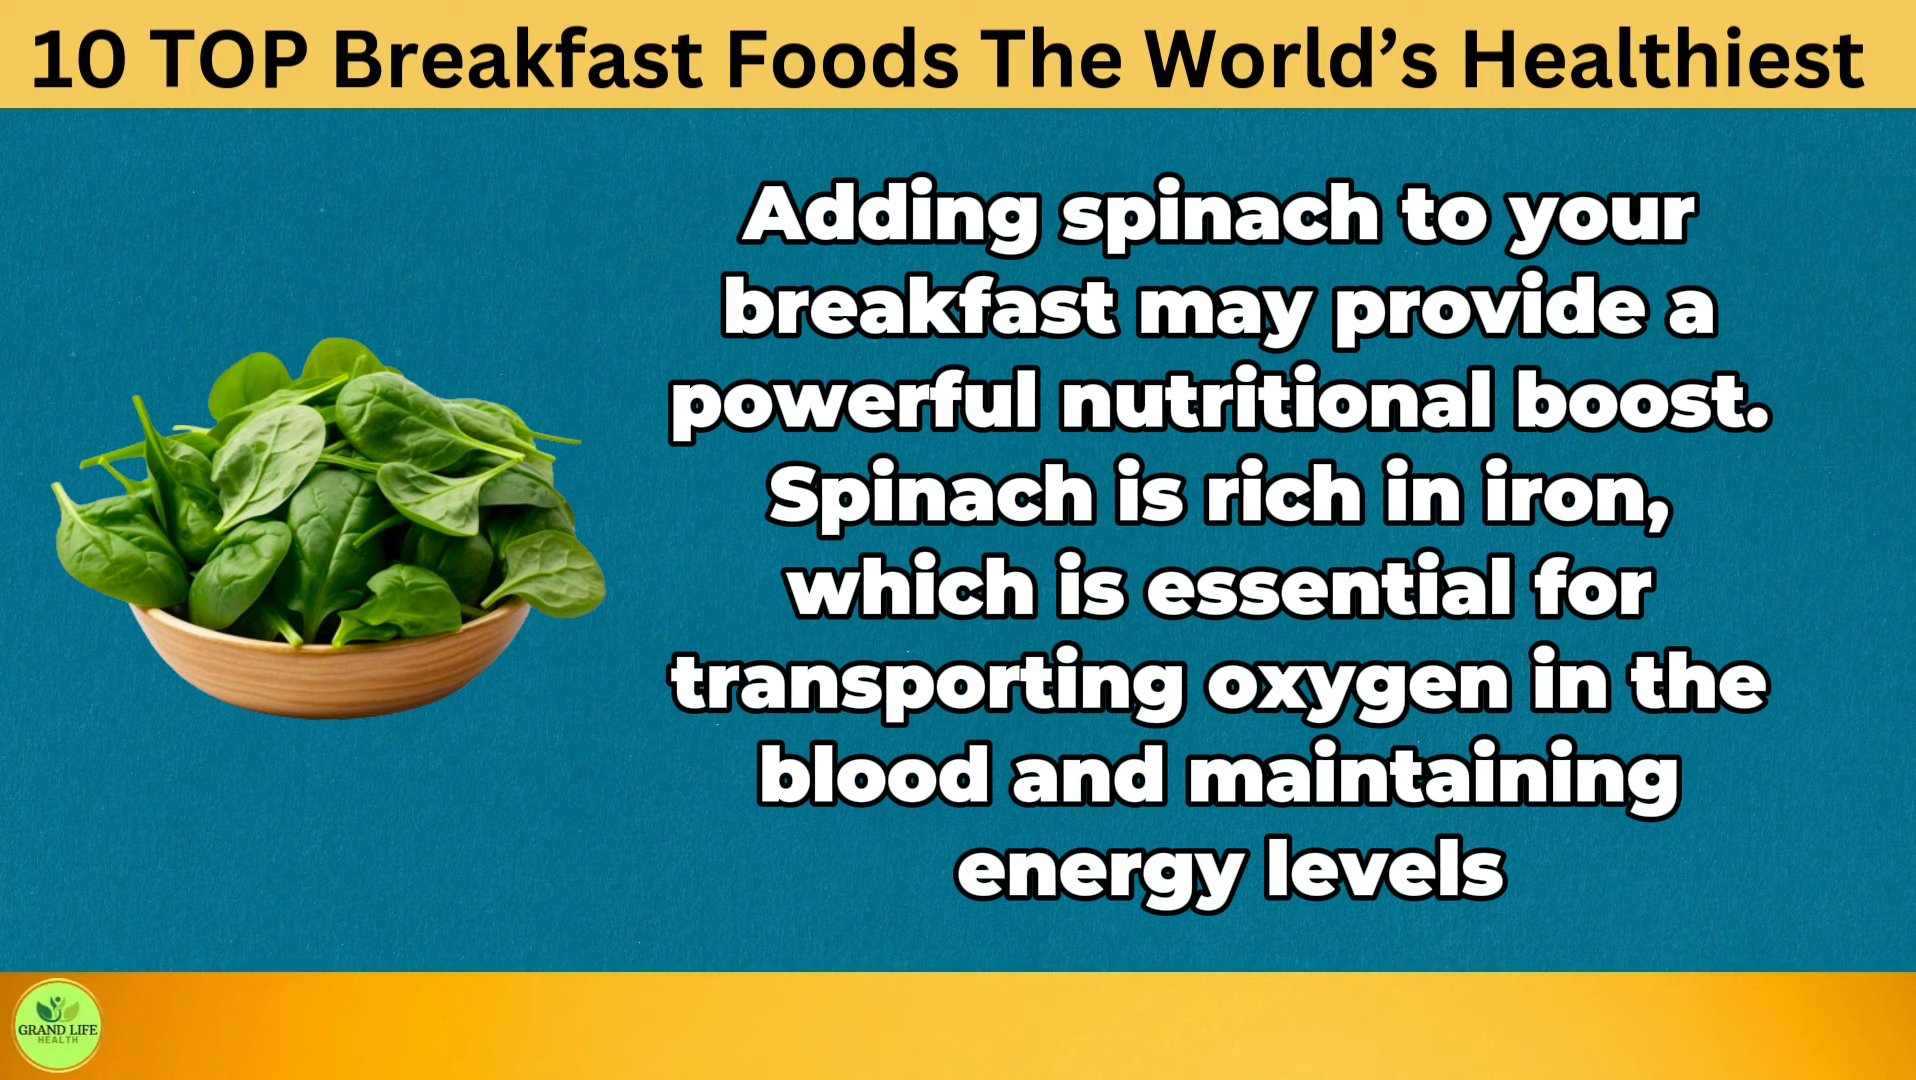 10 TOP Breakfast Foods The World’s Healthiest
Adding spinach to your
breakfast may provide a
powerful nutritional boost.
Spinach is rich in iron,
which is essential for
transporting oxygen in the
blood and maintaining
energy levels
GRAND LIFE
HEALTH